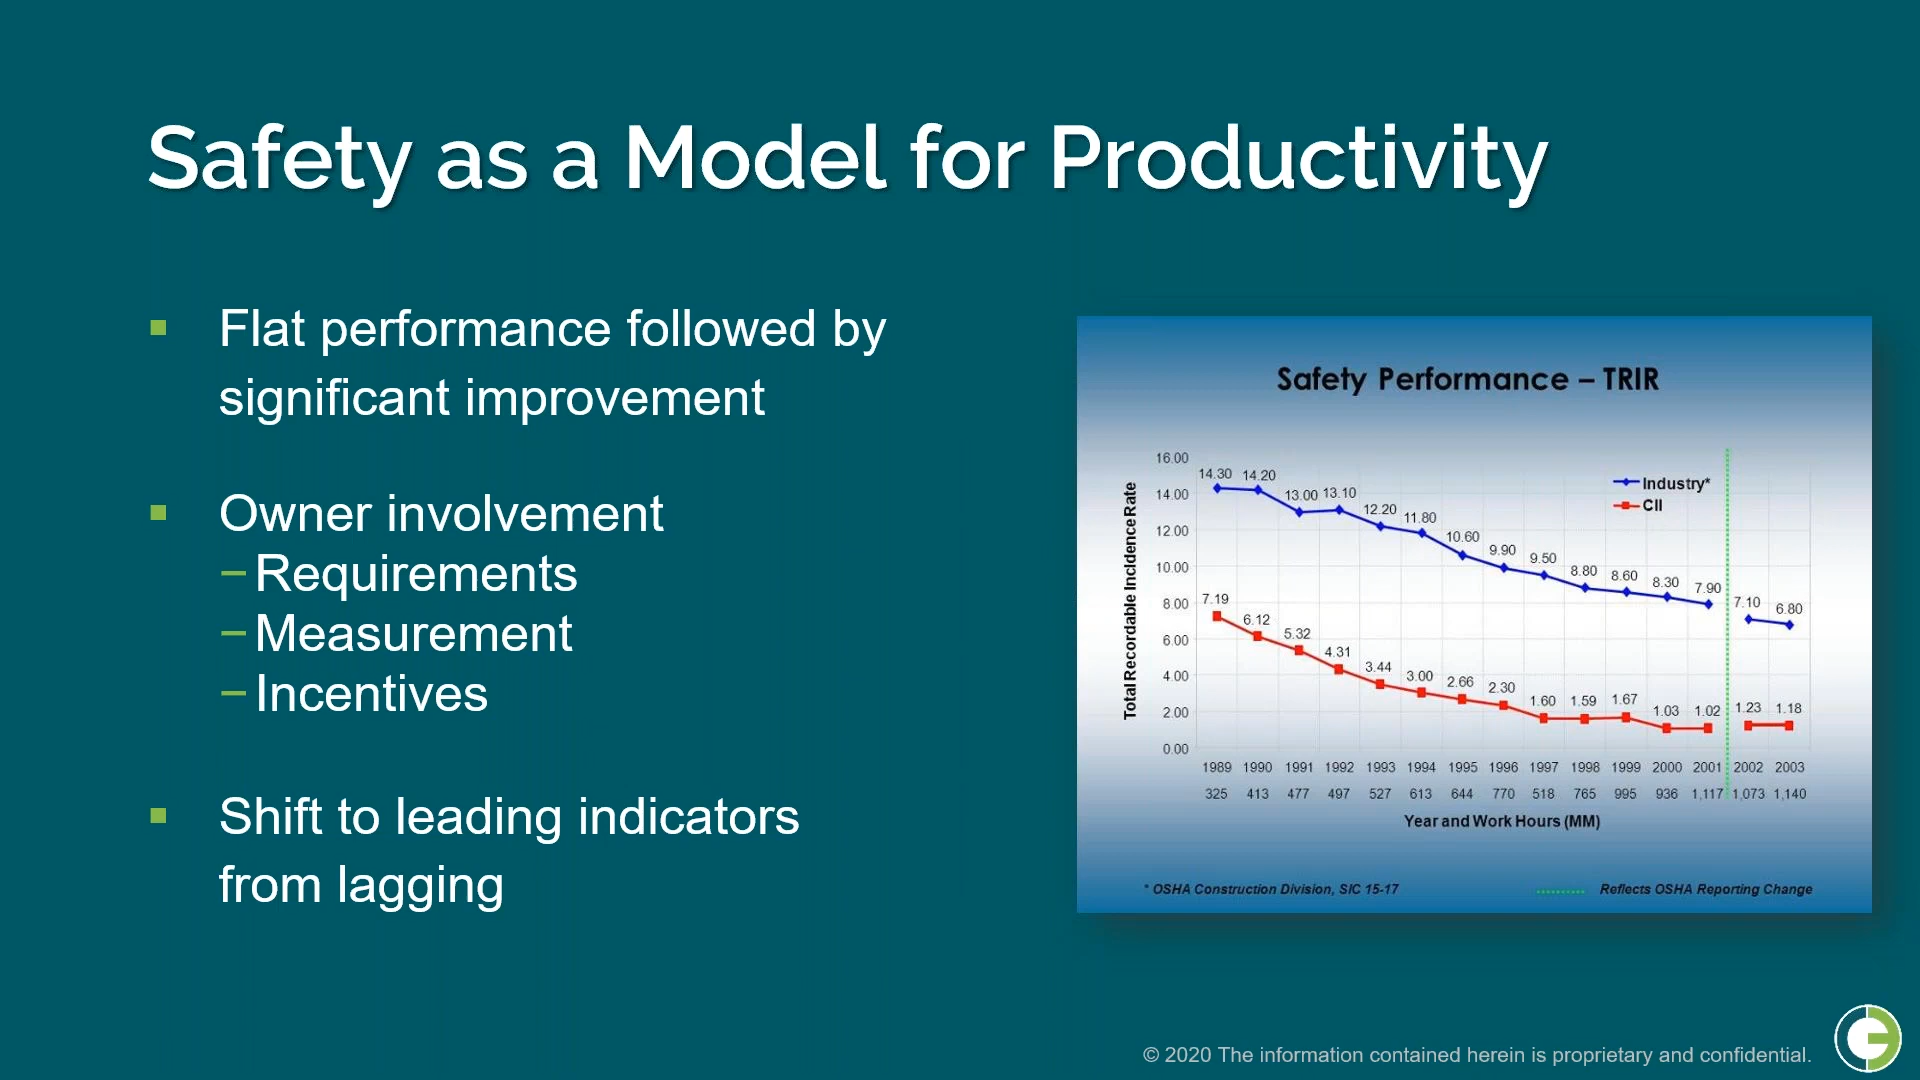 Safety as a Model for Productivity
Flat performance followed by
significant improvement
Owner involvement
–Requirements
–Measurement
–Incentives
Shift to leading indicators
from lagging
Safety Performance – TRIR
Total Recordable Incidence Rate
16.00
14.00
12.00
10.00
8.00
6.00
4.00
2.00
0.00
Industry*
CII
14.30 14.20 13.00 13.10 12.20 11.80 10.60 9.90 9.50 8.80 8.60 8.30 7.90 7.10 6.80
7.19 6.12 5.32 4.31 3.44 3.00 2.66 2.30 1.60 1.59 1.67 1.03 1.02 1.23 1.18
1989 1990 1991 1992 1993 1994 1995 1996 1997 1998 1999 2000 2001 2002 2003
325 413 477 497 527 613 644 770 518 765 995 936 1,117 1,073 1,140
Year and Work Hours (MM)
* OSHA Construction Division, SIC 15-17
Reflects OSHA Reporting Change
© 2020 The information contained herein is proprietary and confidential.